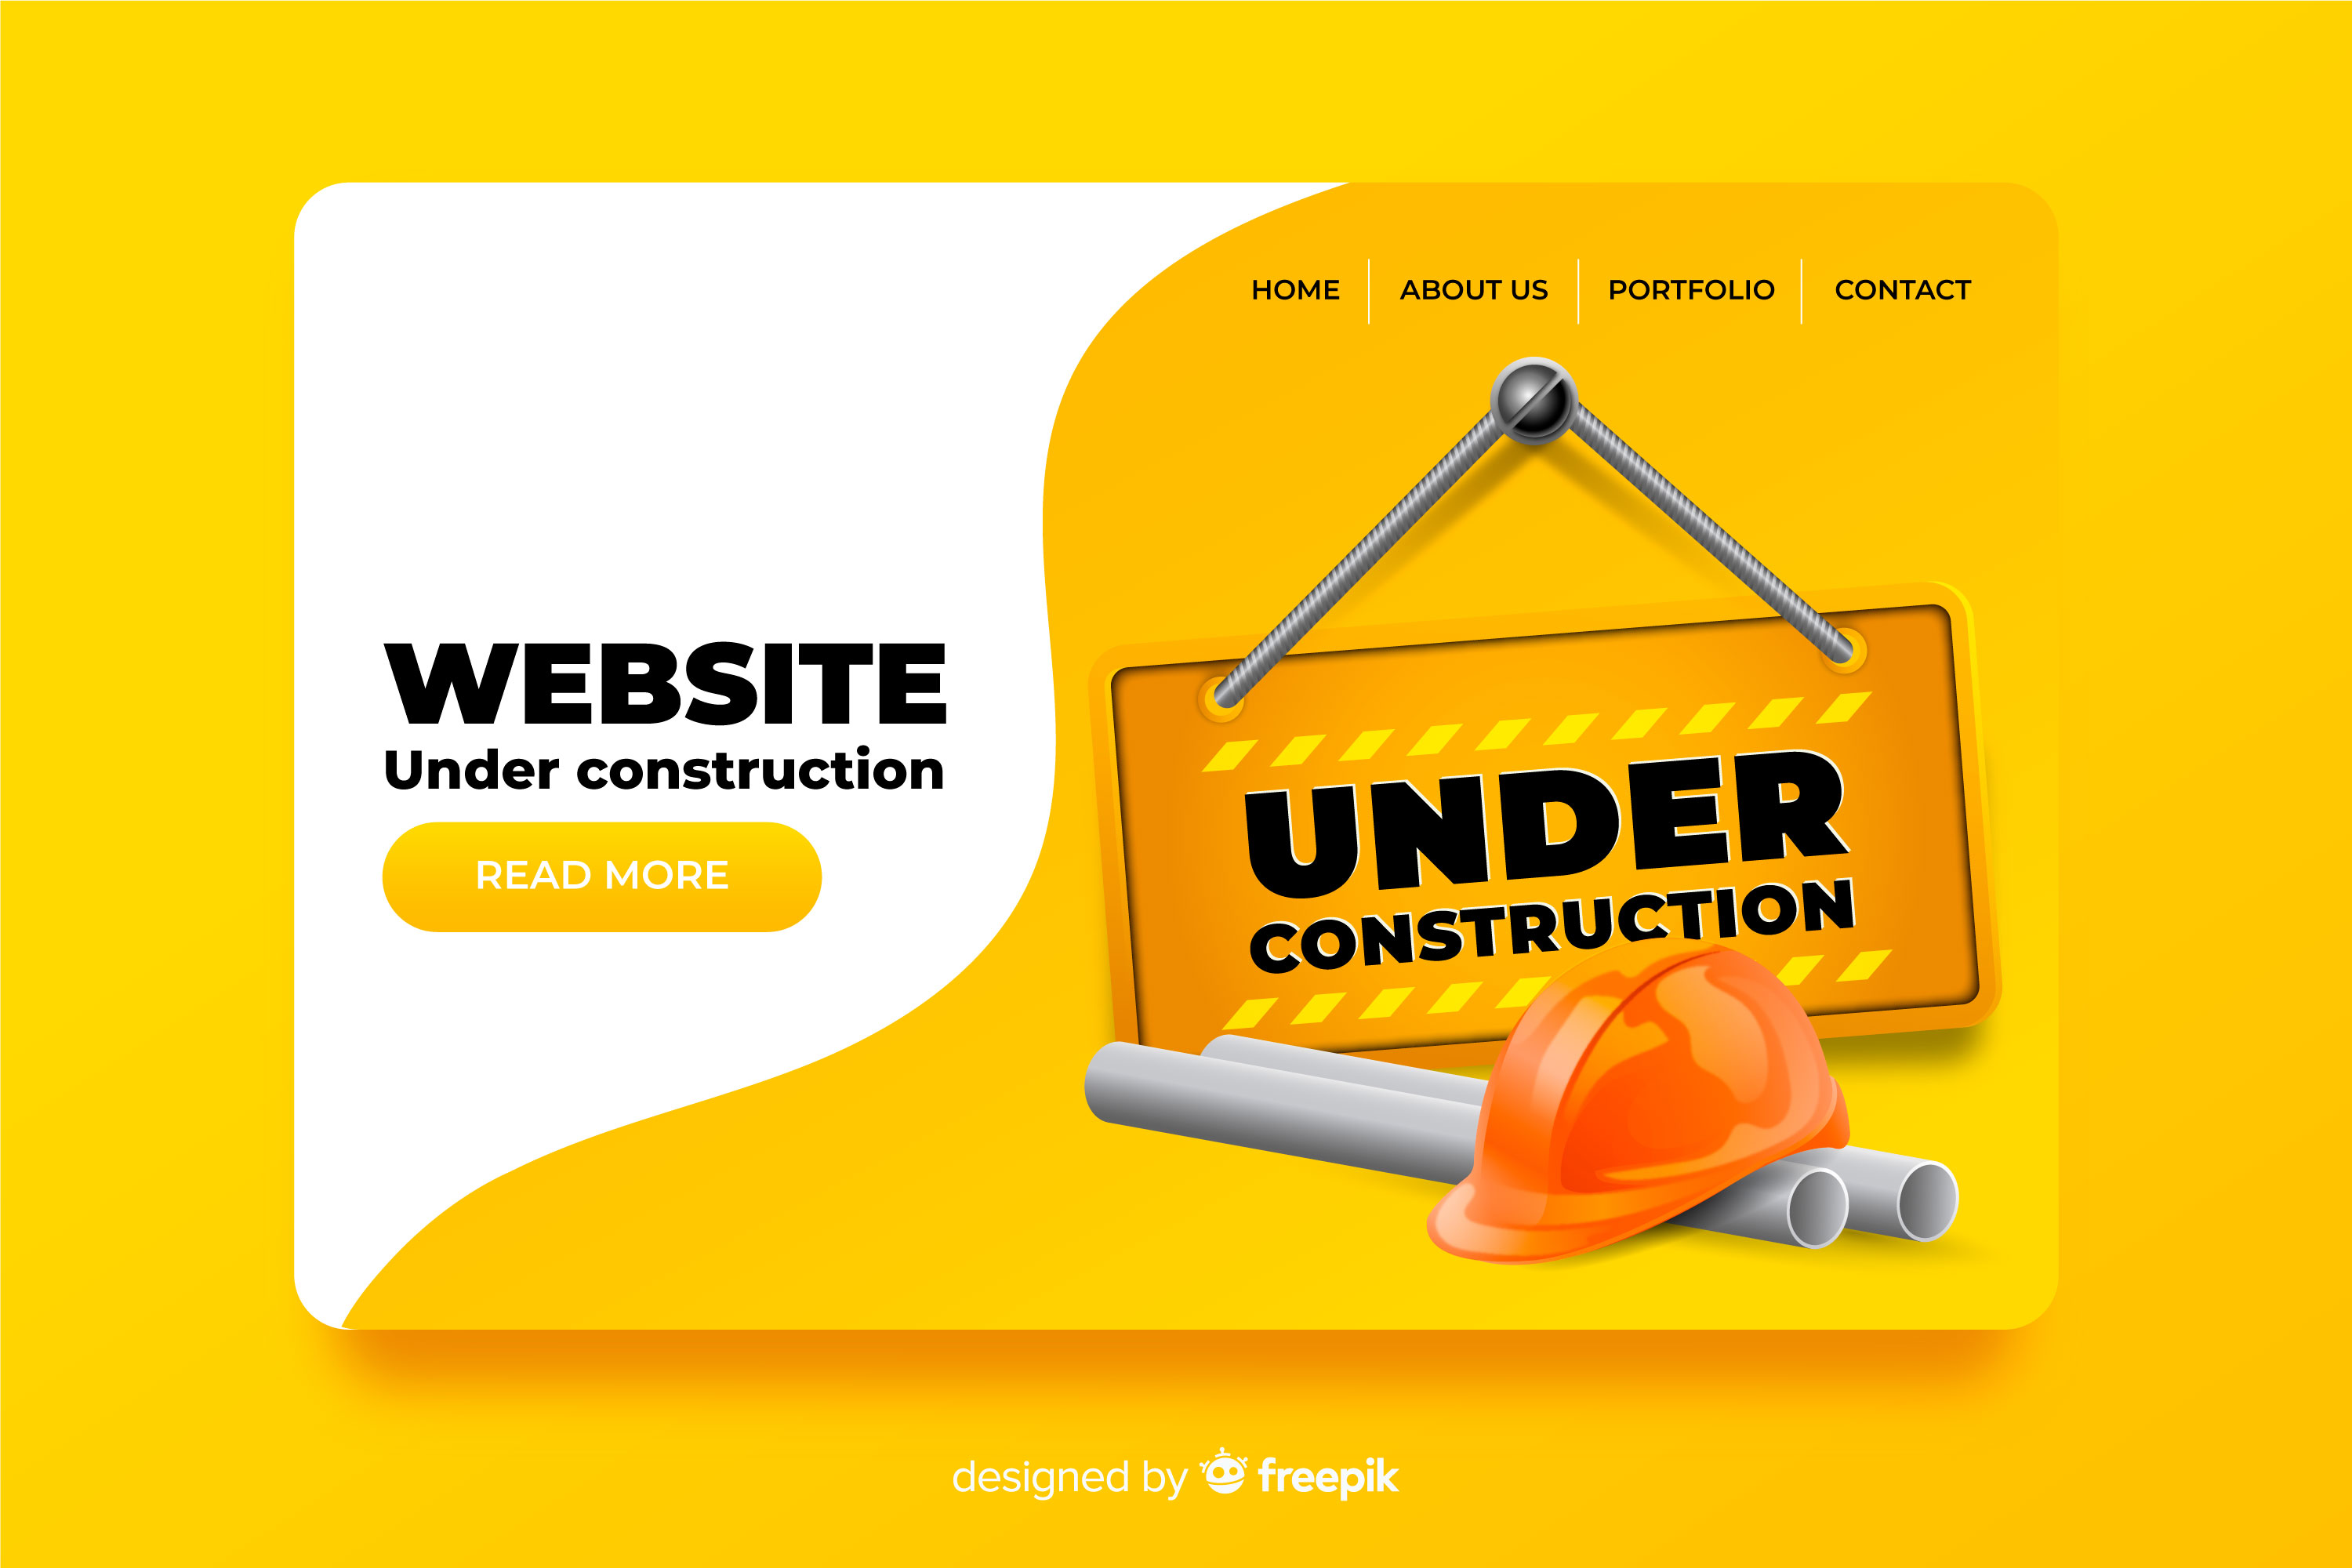 HOME
ABOUT US
PORTFOLIO
CONTACT
WEBSITE
Under construction
READ MORE
UNDER
CONSTRUCTION
designed by freepik